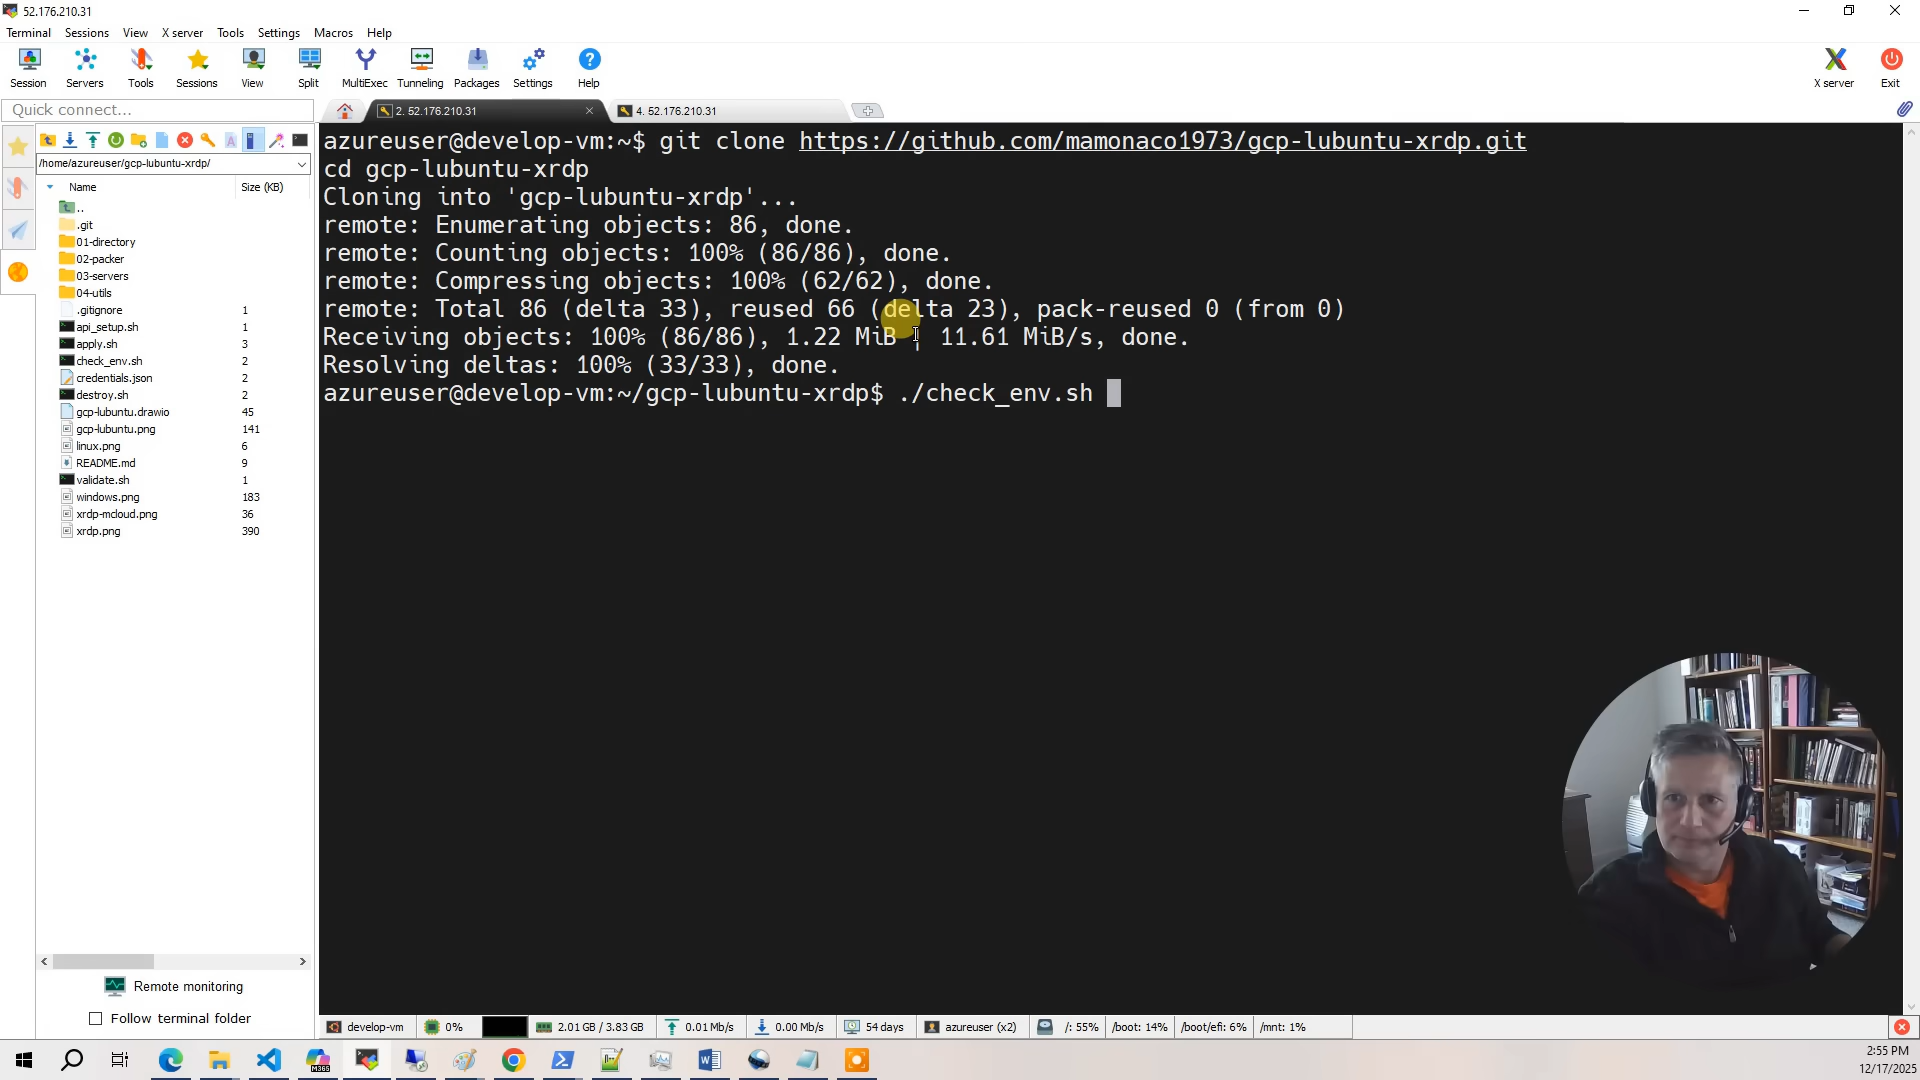 52.176.210.31
Terminal Sessions View X server Tools Settings Macros Help
Session Servers Tools Sessions View Split MultiExec Tunneling Packages Settings Help X server Exit
Quick connect...
2. 52.176.210.31
4. 52.176.210.31
/home/azureuser/gcp-lubuntu-xrdp/
Name Size (KB)
..
.git
01-directory
02-packer
03-servers
04-utils
.gitignore 1
api_setup.sh 1
apply.sh 3
check_env.sh 2
credentials.json 2
destroy.sh 2
gcp-lubuntu.drawio 45
gcp-lubuntu.png 141
linux.png 6
README.md 9
validate.sh 1
windows.png 183
xrdp-mcloud.png 36
xrdp.png 390
Remote monitoring
Follow terminal folder
azureuser@develop-vm:~$ git clone https://github.com/mamonaco1973/gcp-lubuntu-xrdp.git
cd gcp-lubuntu-xrdp
Cloning into 'gcp-lubuntu-xrdp'...
remote: Enumerating objects: 86, done.
remote: Counting objects: 100% (86/86), done.
remote: Compressing objects: 100% (62/62), done.
remote: Total 86 (delta 33), reused 66 (delta 23), pack-reused 0 (from 0)
Receiving objects: 100% (86/86), 1.22 MiB | 11.61 MiB/s, done.
Resolving deltas: 100% (33/33), done.
azureuser@develop-vm:~/gcp-lubuntu-xrdp$ ./check_env.sh
develop-vm 0% 2.01 GB / 3.83 GB 0.01 Mb/s 0.00 Mb/s 54 days azureuser (x2) /: 55% /boot: 14% /boot/efi: 6% /mnt: 1%
M365
2:55 PM
12/17/2025